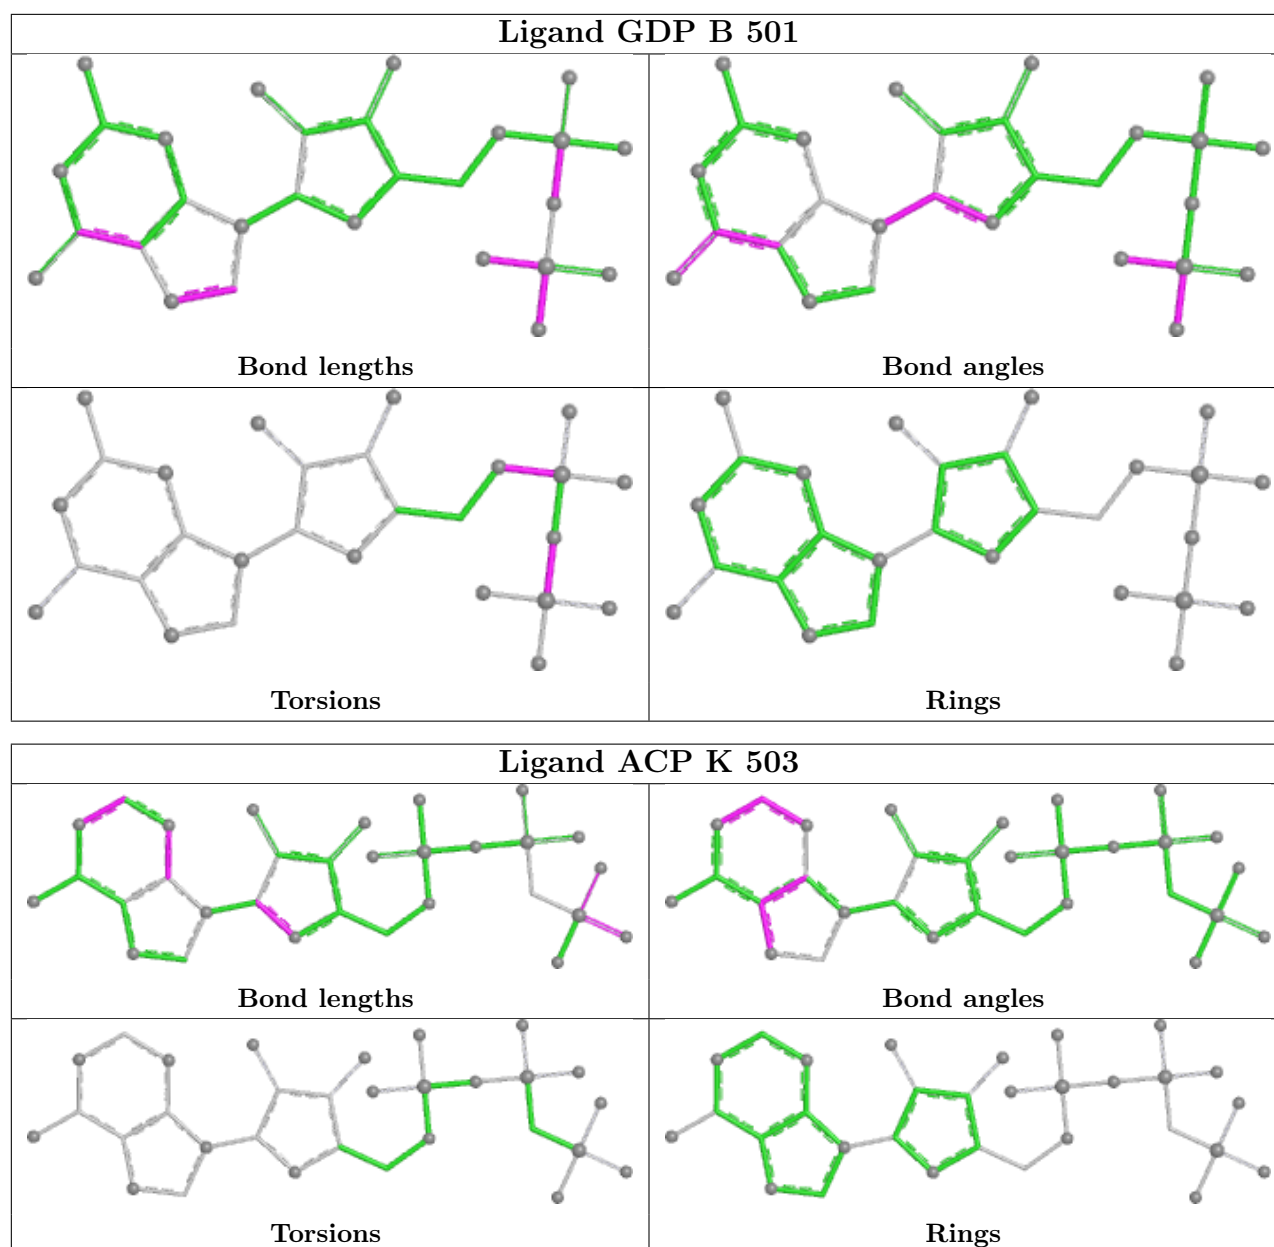 Ligand GDP B 501
Bond lengths
Bond angles
Torsions
Rings
Ligand ACP K 503
Bond lengths
Bond angles
Torsions
Rings